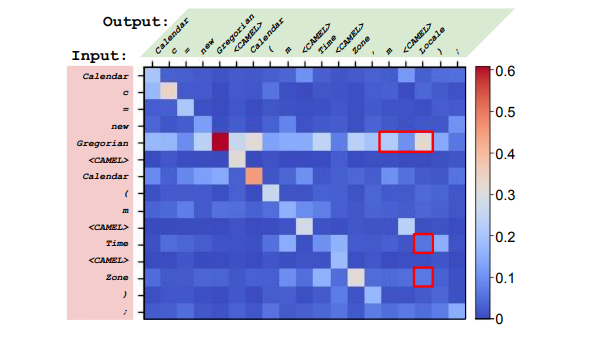 Output:
Calendar
c
=
new
Gregorian
<CAMEL>
Calendar
(
m
<CAMEL>
Time
<CAMEL>
Zone
,
m
<CAMEL>
Locale
)
;
Input:
Calendar
c
=
new
Gregorian
<CAMEL>
Calendar
(
m
<CAMEL>
Time
<CAMEL>
Zone
)
;
0.6
0.5
0.4
0.3
0.2
0.1
0